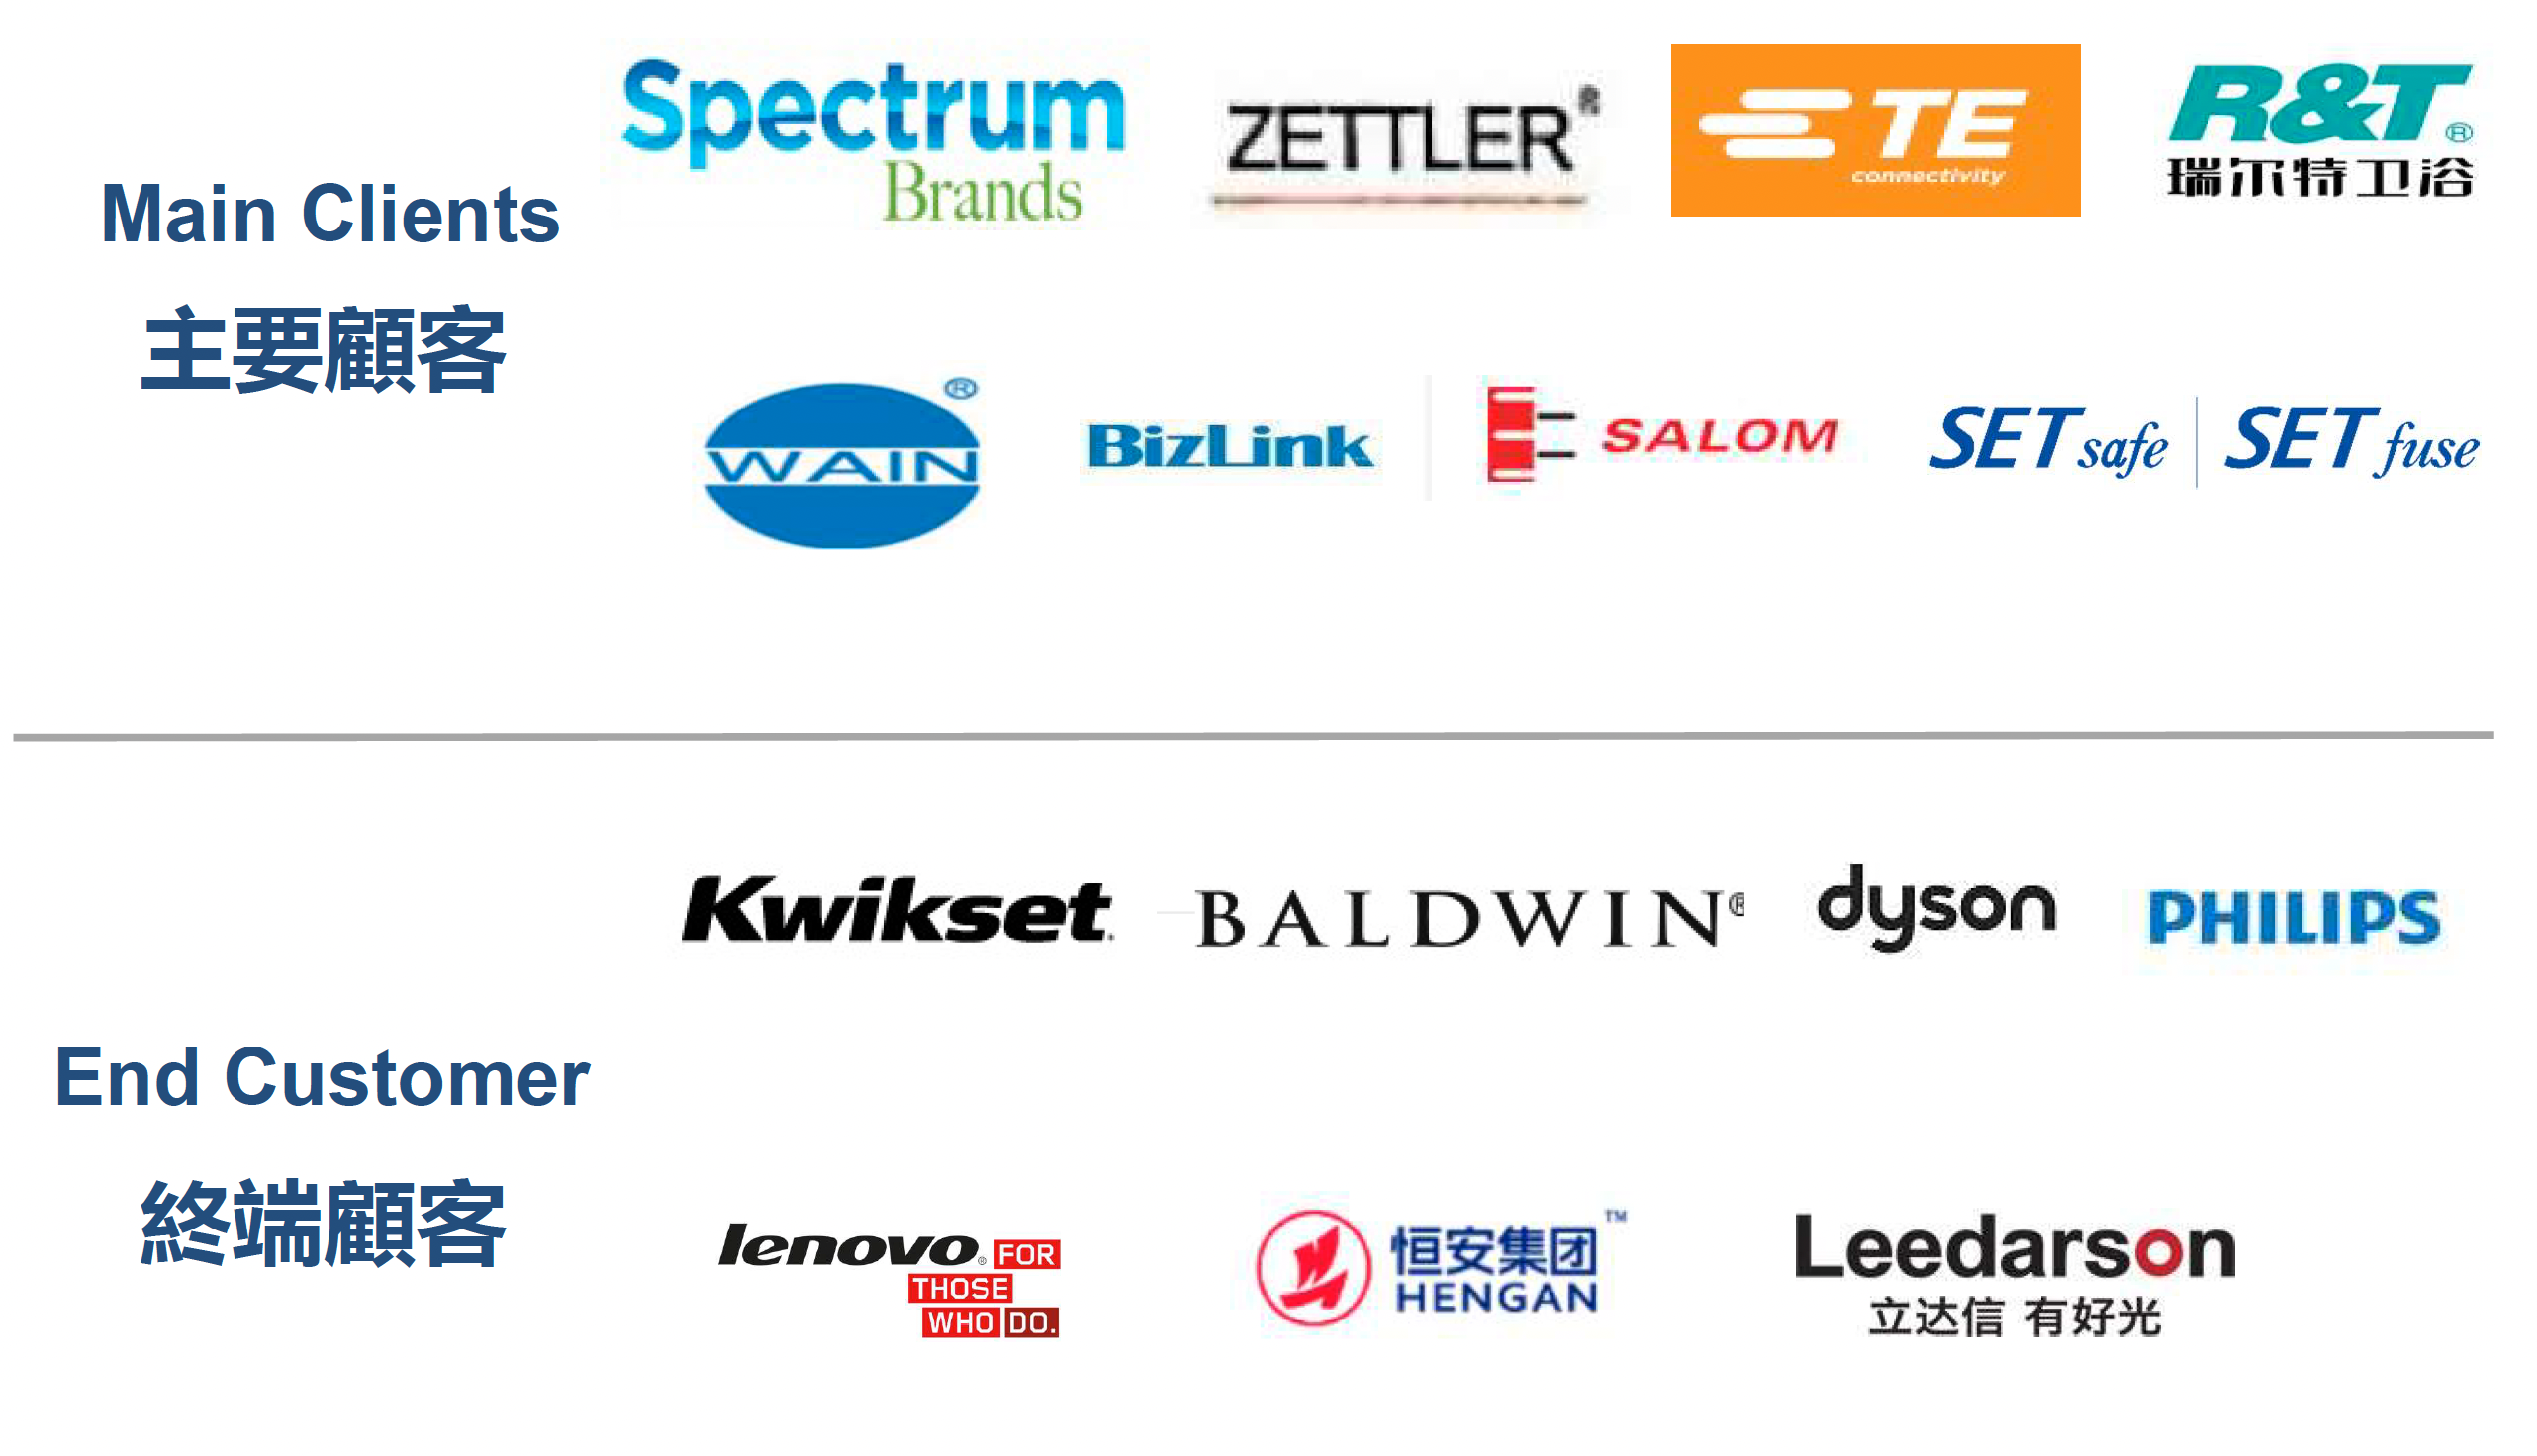 Main Clients
主要顧客
Spectrum
Brands
ZETTLER®
TE
connectivity
R&T®
瑞尔特卫浴
WAIN®
BizLink
SALOM
SET safe | SET fuse
End Customer
終端顧客
Kwikset
BALDWIN®
dyson
PHILIPS
lenovo® FOR
THOSE
WHO DO.
恒安集团™
HENGAN
Leedarson
立达信 有好光